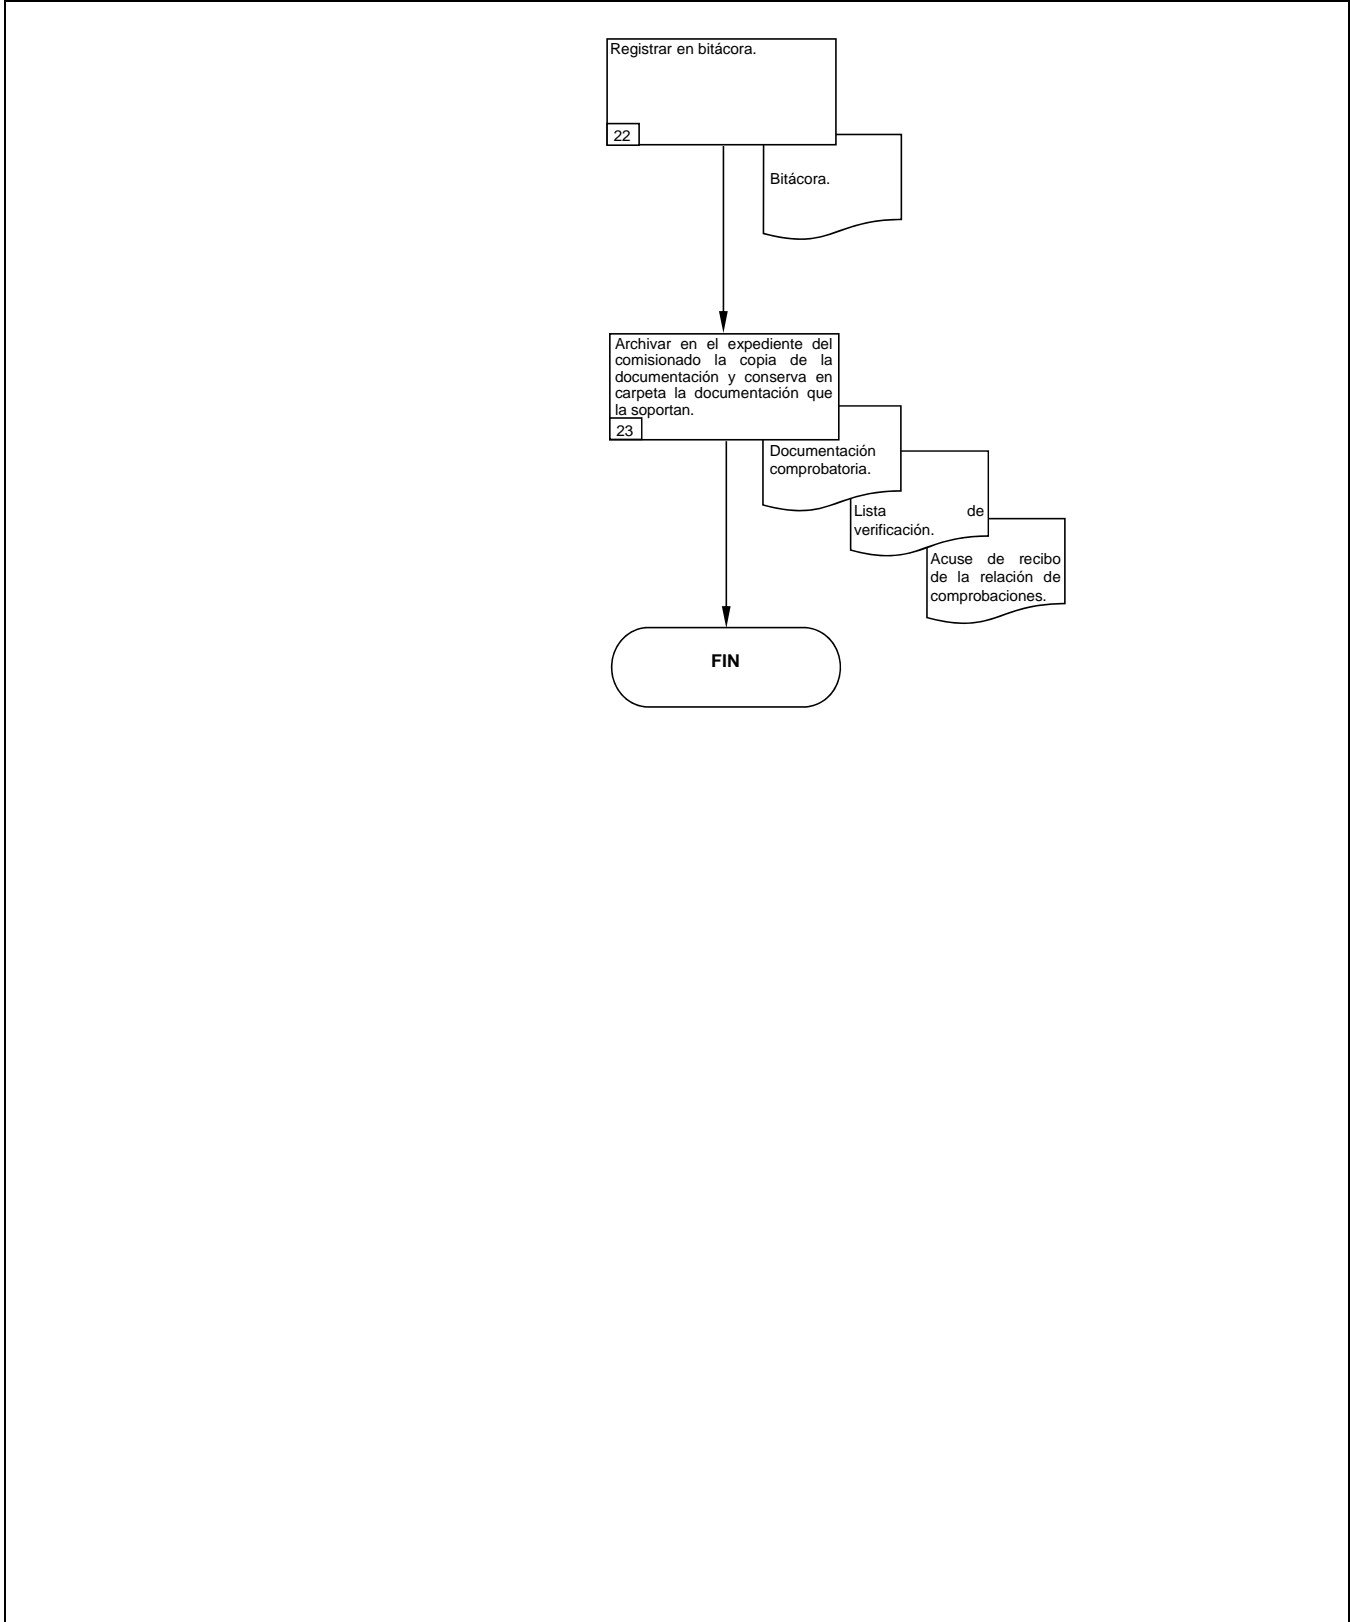 Registrar en bitácora.
22
Bitácora.
Archivar en el expediente del
comisionado la copia de la
documentación y conserva en
carpeta la documentación que
la soportan.
23
Documentación
comprobatoria.
Lista de
verificación.
Acuse de recibo
de la relación de
comprobaciones.
FIN